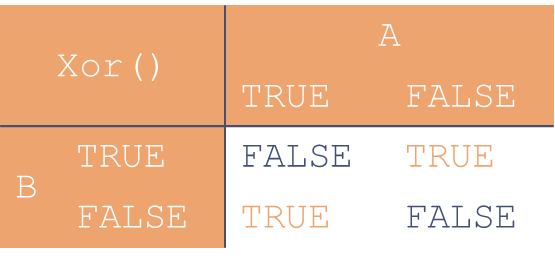 A
Xor()
TRUE FALSE
TRUE FALSE TRUE
B
FALSE TRUE FALSE